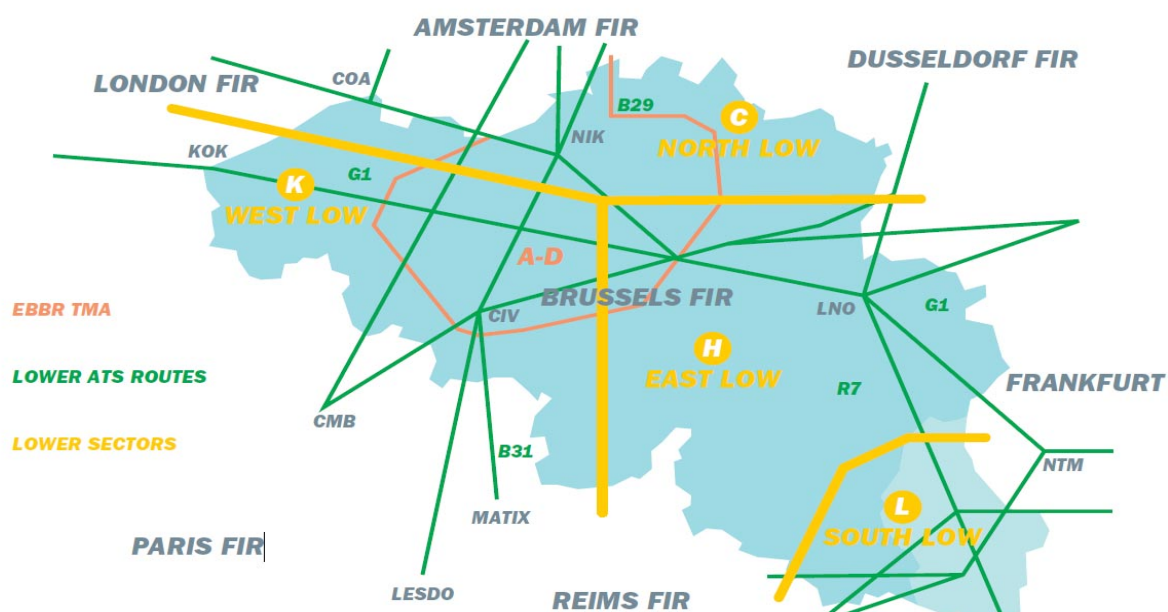 AMSTERDAM FIR
DUSSELDORF FIR
LONDON FIR
COA
B29
C
NIK
NORTH LOW
KOK
G1
K
WEST LOW
A-D
BRUSSELS FIR
EBBR TMA
CIV
LNO
G1
H
EAST LOW
LOWER ATS ROUTES
R7
FRANKFURT
CMB
LOWER SECTORS
B31
NTM
L
MATIX
SOUTH LOW
PARIS FIR
LESDO
REIMS FIR